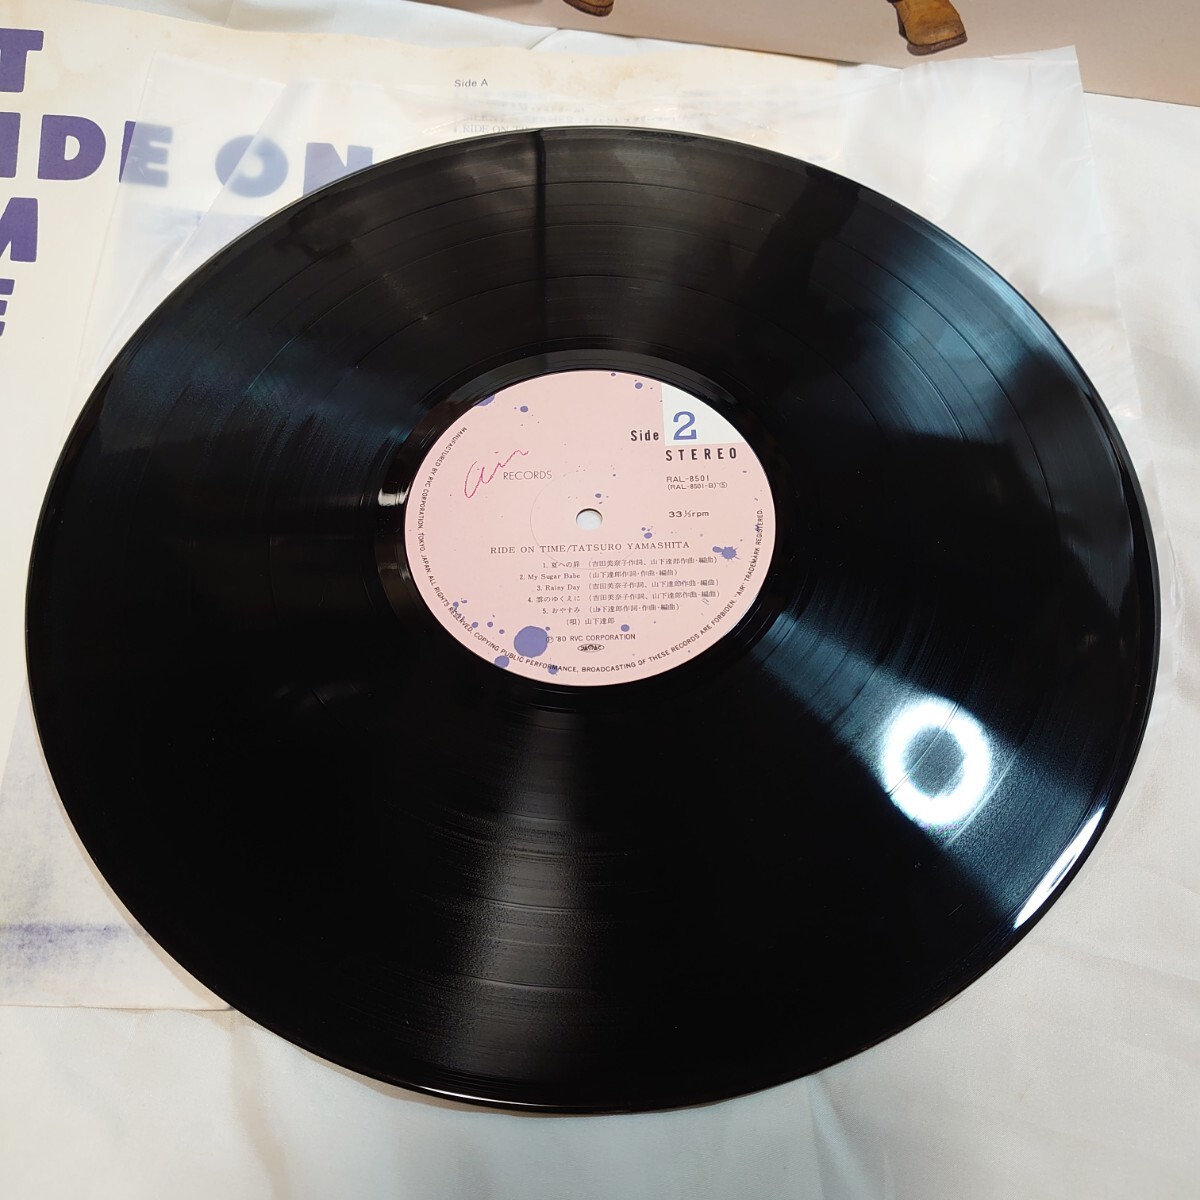 T
IDE ON
M
E
Side A
RIDE ON
Side 2
STEREO
air RECORDS
RAL-8501
(RAL-8501-B)Ⓢ
33⅓rpm
RIDE ON TIME/TATSURO YAMASHITA
1. 夏への扉 (吉田美奈子作詞、山下達郎作曲・編曲)
2. My Sugar Babe (山下達郎作詞・作曲・編曲)
3. Rainy Day (吉田美奈子作詞、山下達郎作曲・編曲)
4. 雲のゆくえに (吉田美奈子作詞、山下達郎作曲・編曲)
5. おやすみ (山下達郎作詞・作曲・編曲)
(唄) 山下達郎
Ⓟ '80 RVC CORPORATION
JASRAC
MANUFACTURED BY RVC CORPORATION, TOKYO, JAPAN. ALL RIGHTS RESERVED. COPYING PUBLIC PERFORMANCE, BROADCASTING OF THESE RECORDS ARE FORBIDDEN. "AIR" TRADEMARK REGISTERED.